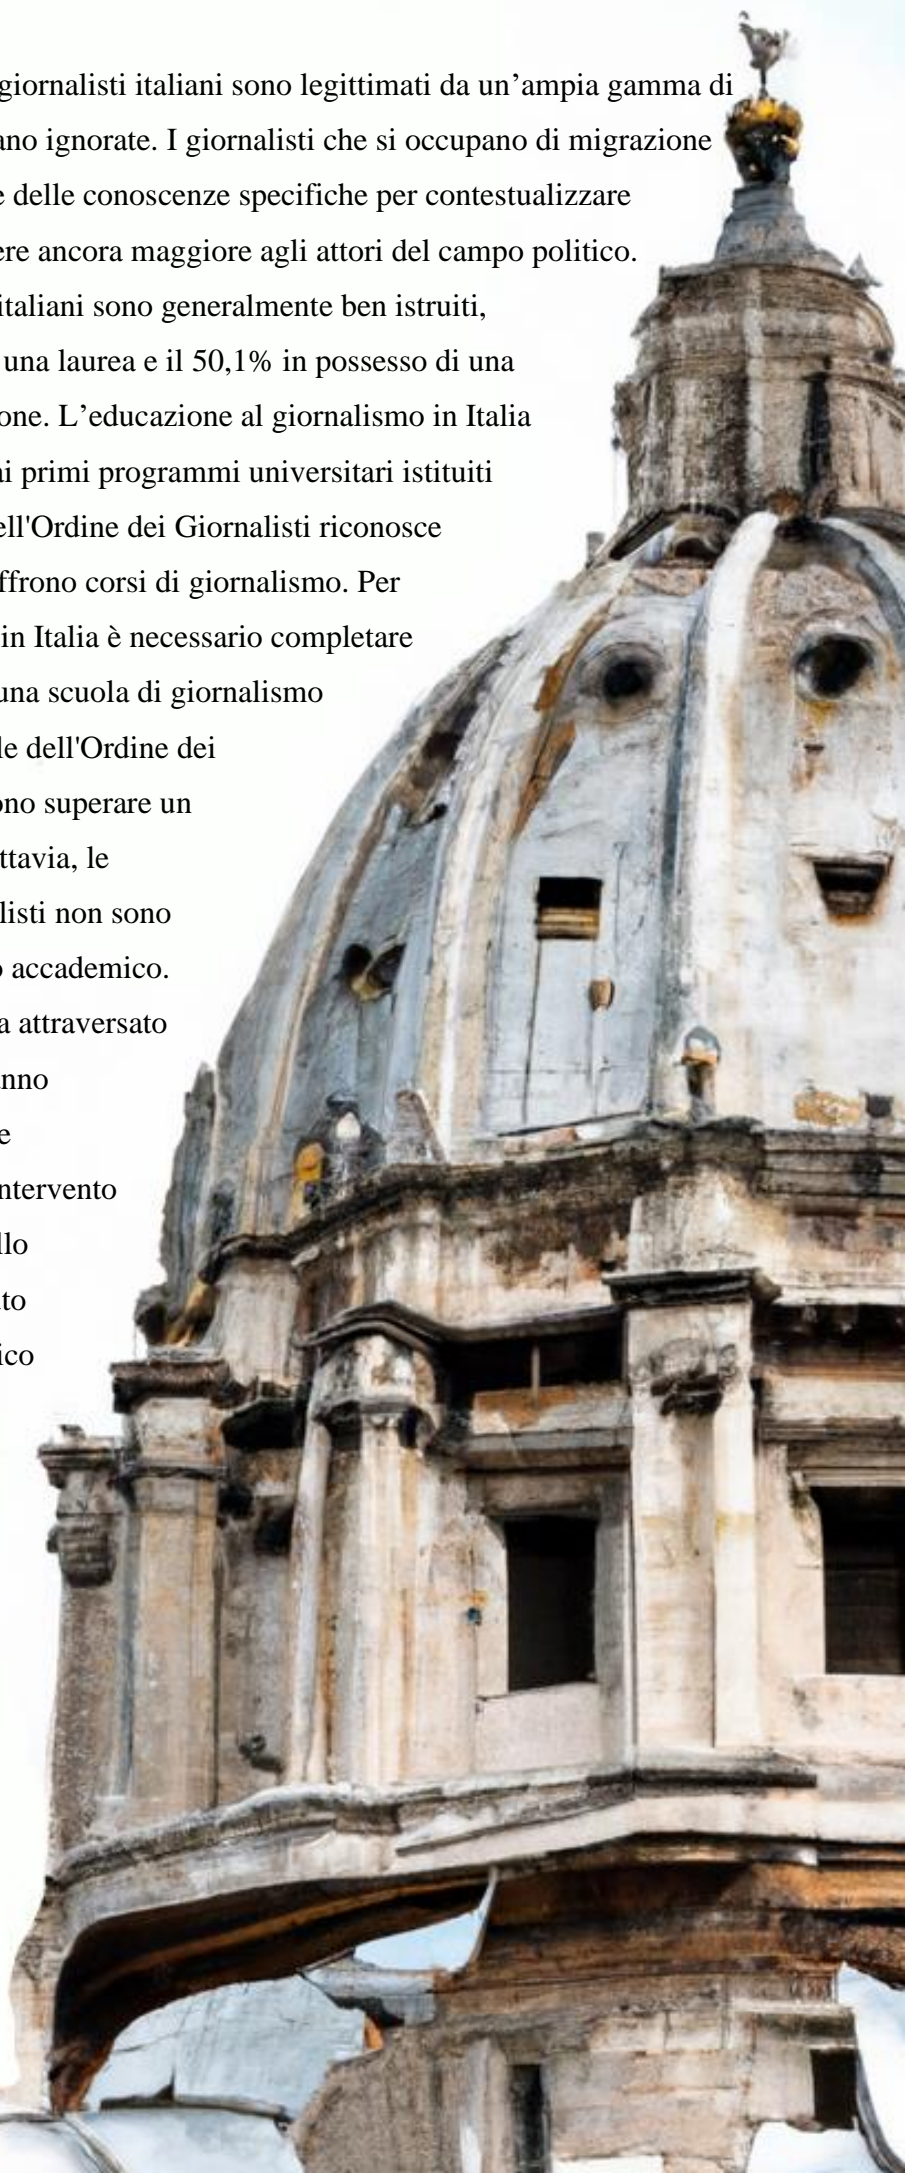 giornalisti italiani sono legittimati da un’ampia gamma di
ano ignorate. I giornalisti che si occupano di migrazione
e delle conoscenze specifiche per contestualizzare
ere ancora maggiore agli attori del campo politico.
italiani sono generalmente ben istruiti,
una laurea e il 50,1% in possesso di una
one. L’educazione al giornalismo in Italia
ai primi programmi universitari istituiti
ell'Ordine dei Giornalisti riconosce
ffrono corsi di giornalismo. Per
in Italia è necessario completare
una scuola di giornalismo
le dell'Ordine dei
ono superare un
ttavia, le
listi non sono
o accademico.
a attraversato
anno
e
ntervento
llo
to
ico